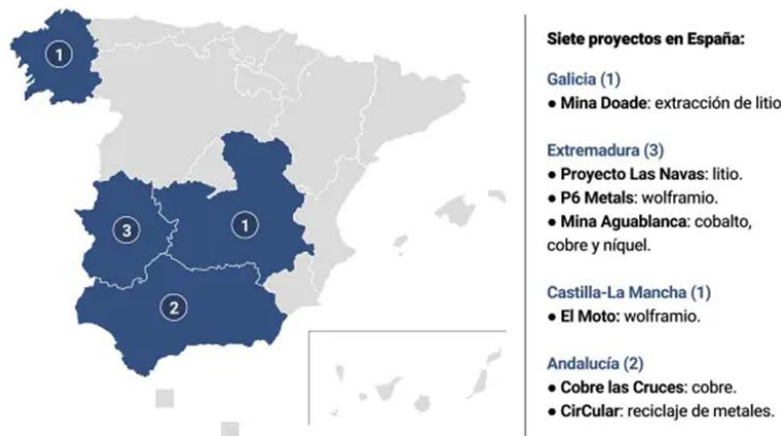 1
3
1
2
Siete proyectos en España:
Galicia (1)
● Mina Doade: extracción de litio
Extremadura (3)
● Proyecto Las Navas: litio.
● P6 Metals: wolframio.
● Mina Aguablanca: cobalto,
cobre y níquel.
Castilla-La Mancha (1)
● El Moto: wolframio.
Andalucía (2)
● Cobre las Cruces: cobre.
● CirCular: reciclaje de metales.